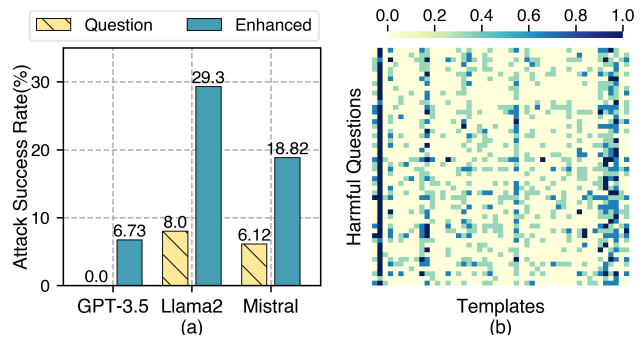 Question Enhanced
Attack Success Rate(%)
30
20
10
0
0.0
6.73
8.0
29.3
6.12
18.82
GPT-3.5 Llama2 Mistral
(a)
0.0 0.2 0.4 0.6 0.8 1.0
Harmful Questions
Templates
(b)